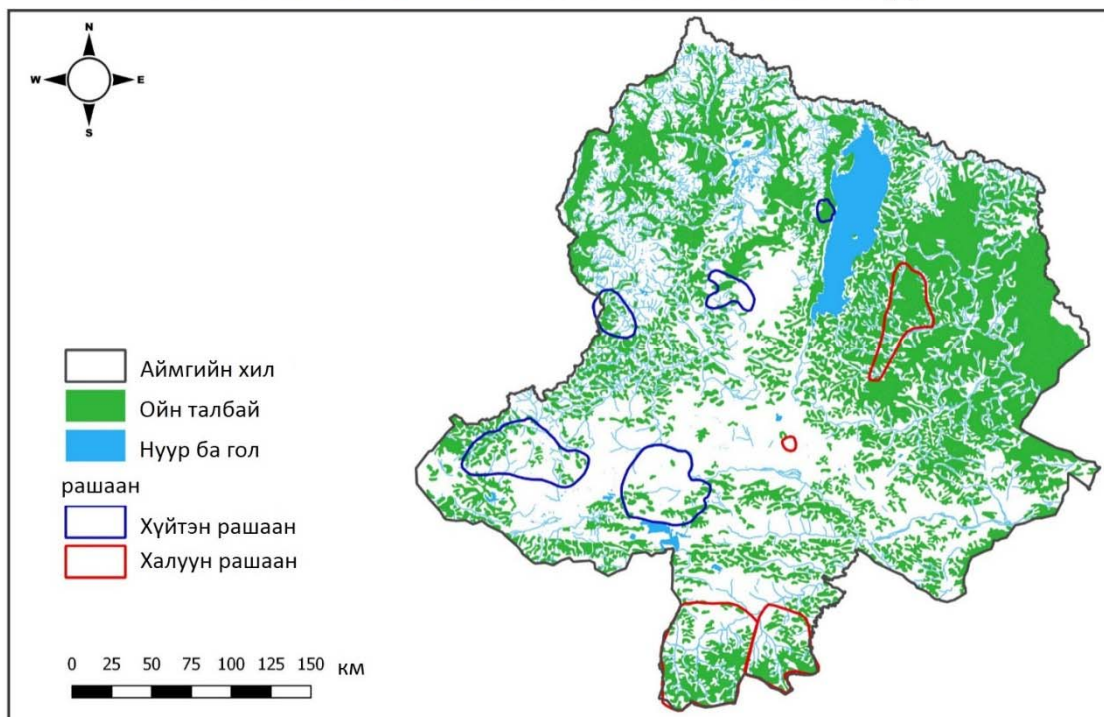 N
W E
S
Аймгийн хил
Ойн талбай
Нуур ба гол
рашаан
Хүйтэн рашаан
Халуун рашаан
0 25 50 75 100 125 150 км